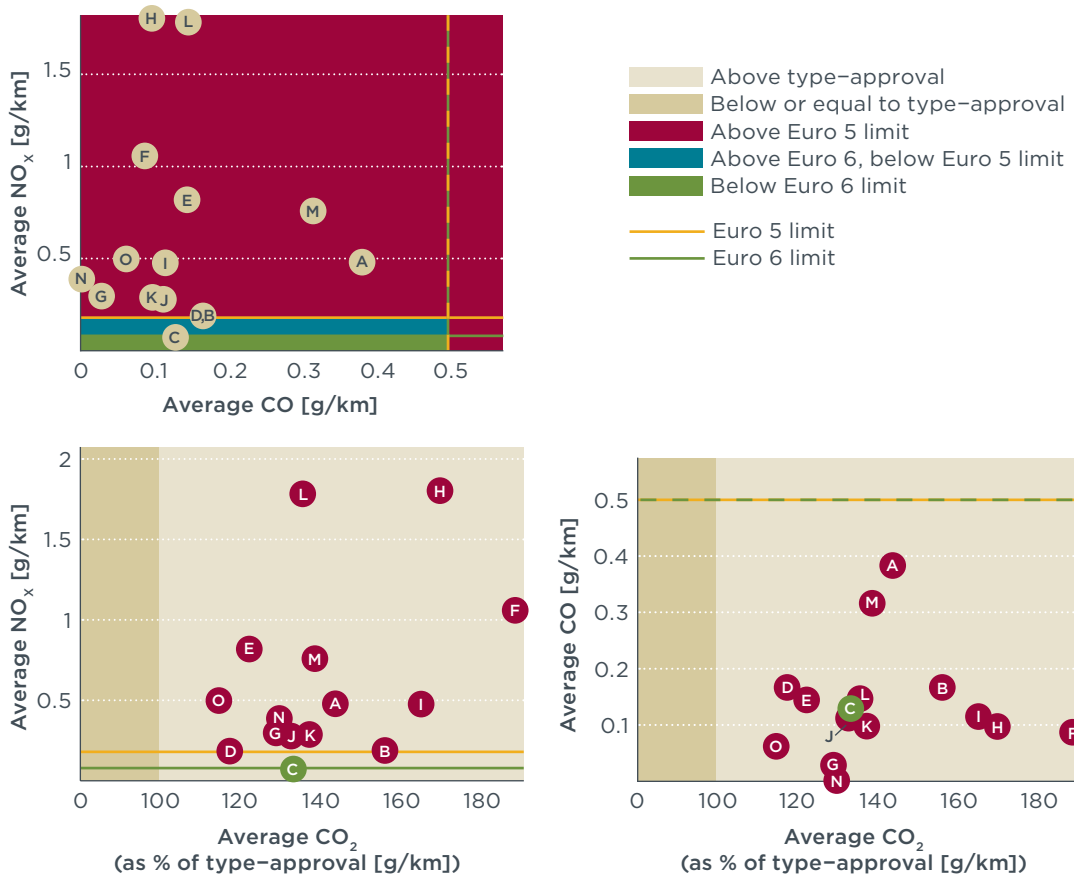 H L
1.5
F
1
E
M
O I A
0.5
N
G K J
D,B
C
0 0.1 0.2 0.3 0.4 0.5
Average NOX [g/km]
Average CO [g/km]
Above type-approval
Below or equal to type-approval
Above Euro 5 limit
Above Euro 6, below Euro 5 limit
Below Euro 6 limit
Euro 5 limit
Euro 6 limit
2
L H
1.5
F
1
E
M
O A I
0.5
N
G J K
D B
C
0 100 120 140 160 180
Average NOX [g/km]
Average CO2
(as % of type-approval [g/km])
0.5
0.4
A
M
0.3
0.2
D E L B
C
J K I H F
0.1
O
G
N
0 100 120 140 160 180
Average CO [g/km]
Average CO2
(as % of type-approval [g/km])